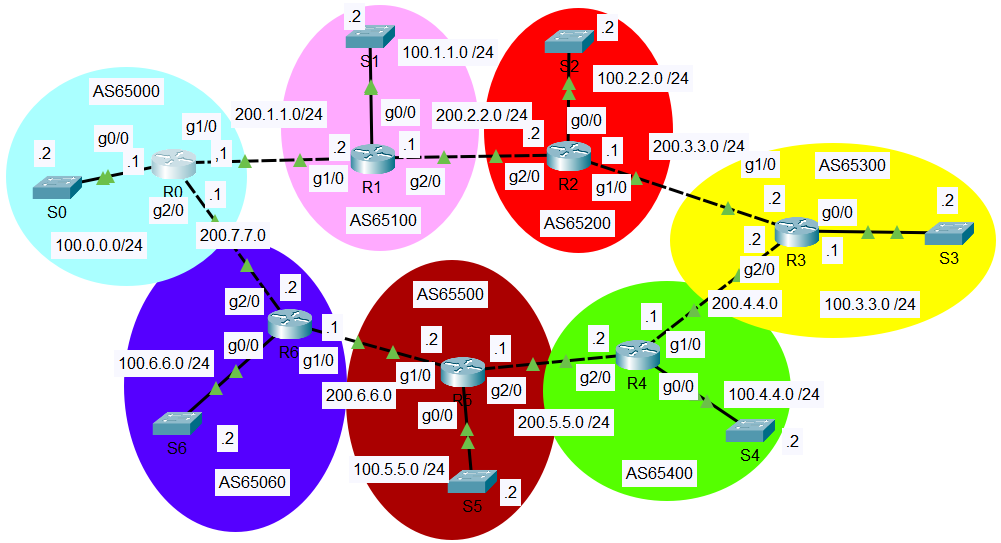 .2
S1
100.1.1.0 /24
g0/0
.2
.1
g1/0
g2/0
R1
AS65100
.2
S2
.2
100.2.2.0 /24
g0/0
.2
.1
g2/0
g1/0
R2
AS65200
AS65000
g0/0
g1/0
.2
.1
,1
S0
R0
.1
g2/0
100.0.0.0/24
200.1.1.0/24
200.2.2.0 /24
200.3.3.0 /24
g1/0
AS65300
.2
g0/0
.2
.2
R3
.1
S3
g2/0
100.3.3.0 /24
200.7.7.0
200.4.4.0
g2/0
.2
.1
g0/0
R6
g1/0
100.6.6.0 /24
S6
.2
AS65060
200.6.6.0
AS65500
.2
.1
g1/0
R5
g2/0
g0/0
200.5.5.0 /24
100.5.5.0 /24
S5
.2
.1
.2
g1/0
g2/0
R4
g0/0
100.4.4.0 /24
S4
.2
AS65400